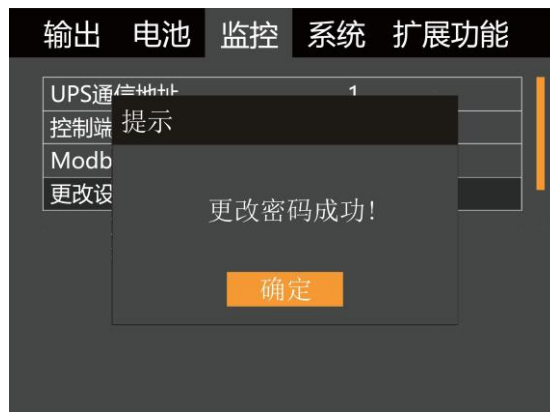 输出 电池 监控 系统 扩展功能
UPS通信地址 1
控制端
提示
Modb
更改设
更改密码成功!
确定